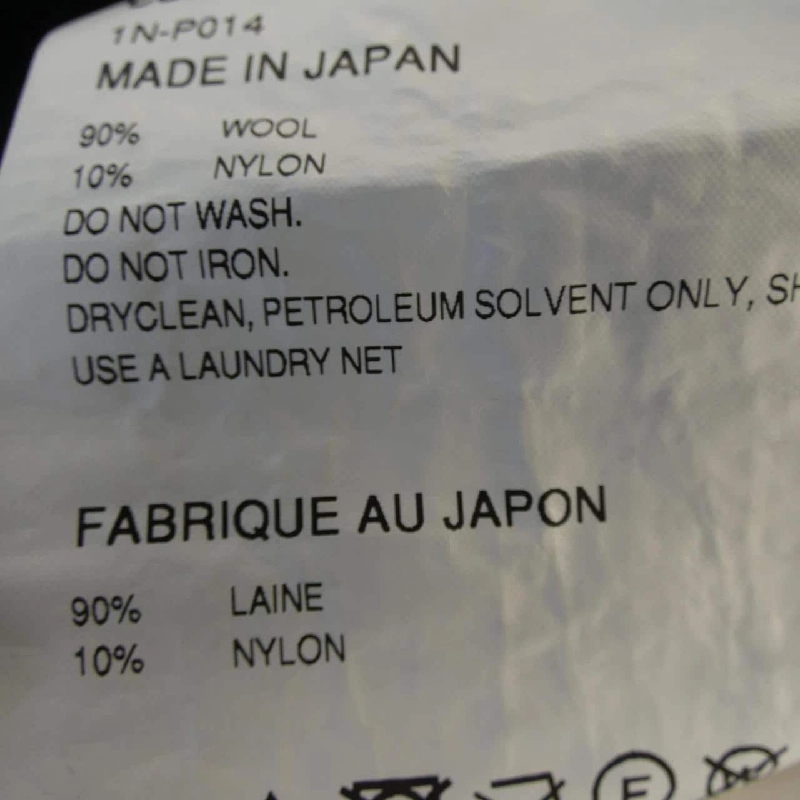 1N-P014
MADE IN JAPAN
90% WOOL
10% NYLON
DO NOT WASH.
DO NOT IRON.
DRYCLEAN, PETROLEUM SOLVENT ONLY, SH
USE A LAUNDRY NET
FABRIQUE AU JAPON
90% LAINE
10% NYLON
F W